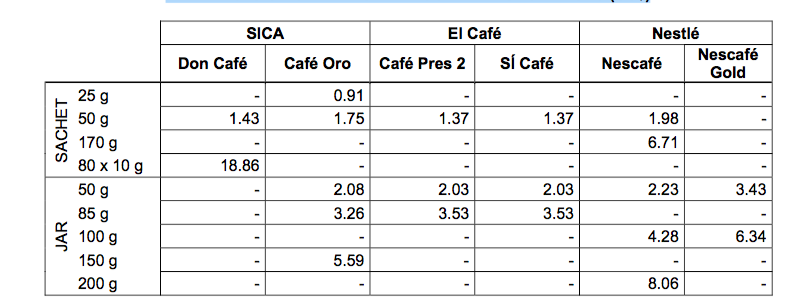 SICA El Café Nestlé
Don Café Café Oro Café Pres 2 SÍ Café Nescafé Nescafé Gold
SACHET
25 g - 0.91 - - - -
50 g 1.43 1.75 1.37 1.37 1.98 -
170 g - - - - 6.71 -
80 x 10 g 18.86 - - - - -
JAR
50 g - 2.08 2.03 2.03 2.23 3.43
85 g - 3.26 3.53 3.53 - -
100 g - - - - 4.28 6.34
150 g - 5.59 - - - -
200 g - - - - 8.06 -